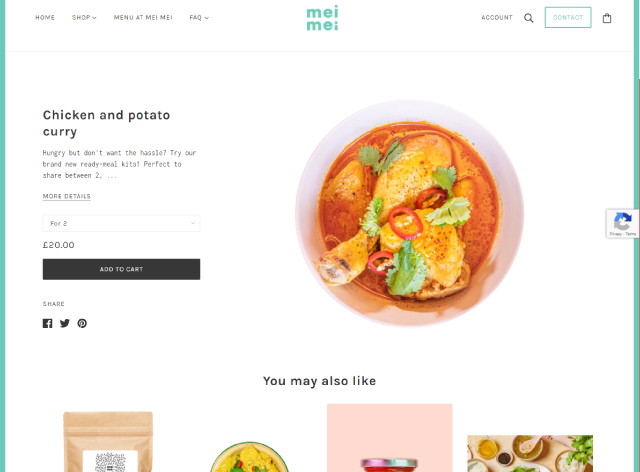 HOME
SHOP
MENU AT MEI MEI
FAQ
mei
mei
ACCOUNT
CONTACT
Chicken and potato
curry
Hungry but don't want the hassle? Try our
brand new ready-meal kits! Perfect to
share between 2, ...
MORE DETAILS
For 2
£20.00
ADD TO CART
SHARE
Privacy - Terms
You may also like